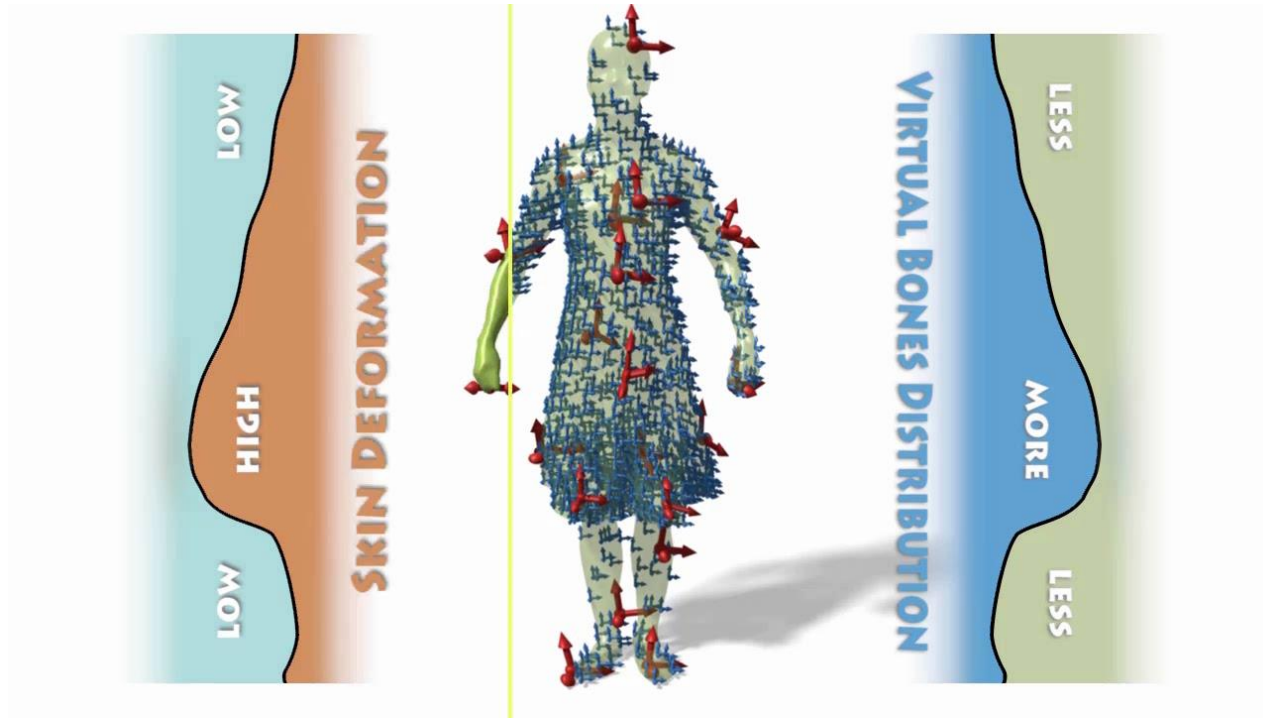 LOW
HIGH
LOW
SKIN DEFORMATION
VIRTUAL BONES DISTRIBUTION
LESS
MORE
LESS